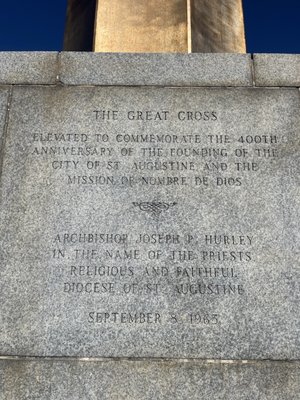 THE GREAT CROSS
ELEVATED TO COMMEMORATE THE 400TH
ANNIVERSARY OF THE FOUNDING OF THE
CITY OF ST. AUGUSTINE AND THE
MISSION OF NOMBRE DE DIOS
ARCHBISHOP JOSEPH P. HURLEY
IN THE NAME OF THE PRIESTS
RELIGIOUS AND FAITHFUL
DIOCESE OF ST. AUGUSTINE
SEPTEMBER 8, 1965